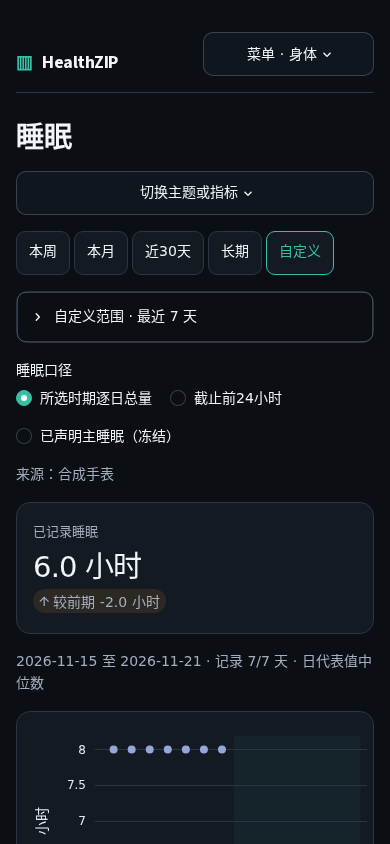 HealthZIP
菜单 · 身体
睡眠
切换主题或指标
本周
本月
近30天
长期
自定义
自定义范围 · 最近 7 天
睡眠口径
所选时期逐日总量
截止前24小时
已声明主睡眠（冻结）
来源：合成手表
已记录睡眠
6.0 小时
↑ 较前期 -2.0 小时
2026-11-15 至 2026-11-21 · 记录 7/7 天 · 日代表值中
位数
8
7.5
7
小时